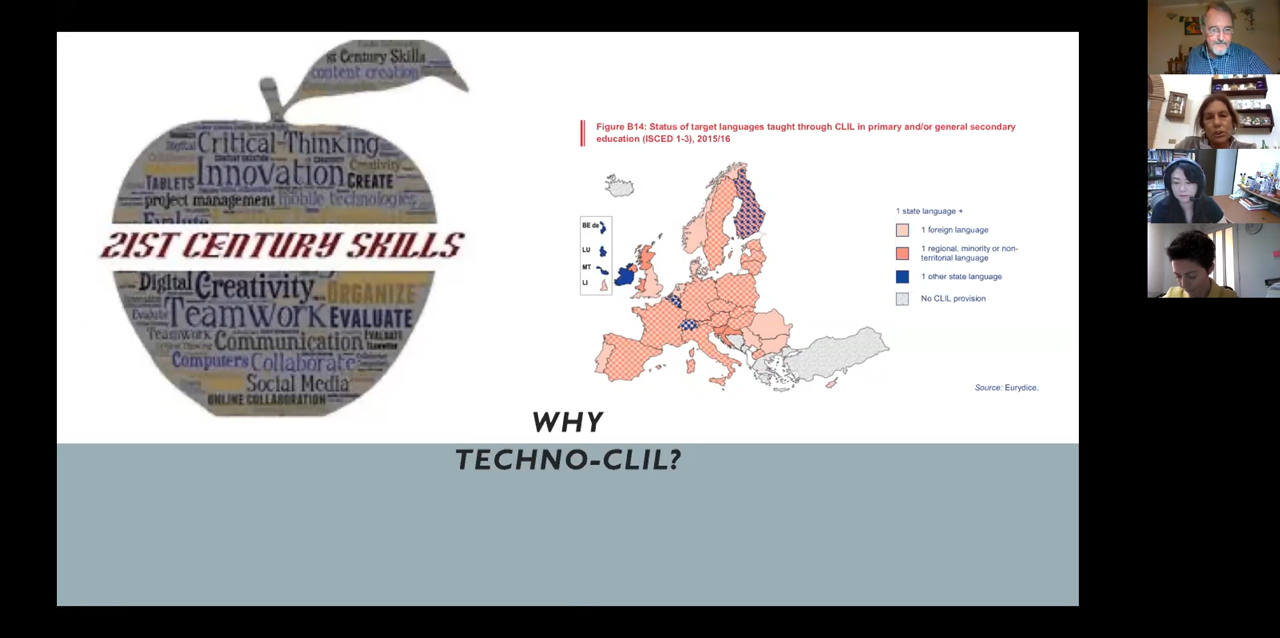 21st Century Skills
content creation
Digital
Critical-Thinking
Innovation
Creativity
TABLETS
CREATE
project management
mobile technologies
Evaluate
21ST CENTURY SKILLS
Digital
Creativity
ORGANIZE
Evaluate
TEAMWORK
EVALUATE
Teamwork
Communication
EVALUATE
Computers
Collaborate
Social Media
ONLINE COLLABORATION
Figure B14: Status of target languages taught through CLIL in primary and/or general secondary
education (ISCED 1-3), 2015/16
BE de
LU
MT
LI
1 state language +
1 foreign language
1 regional, minority or non-
territorial language
1 other state language
No CLIL provision
Source: Eurydice.
WHY
TECHNO-CLIL?